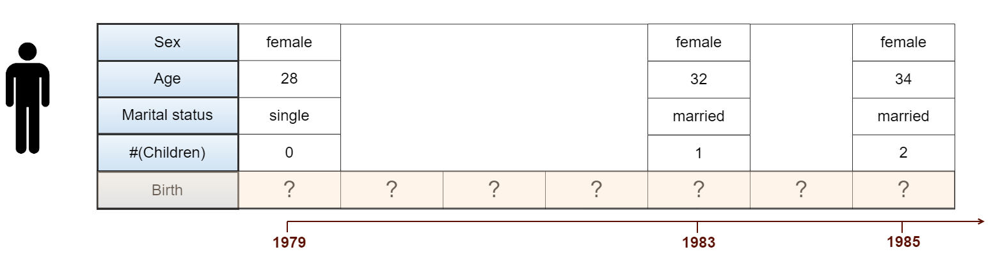 Sex female female female
Age 28 32 34
Marital status single married married
#(Children) 0 1 2
Birth ? ? ? ? ? ? ?
1979 1983 1985